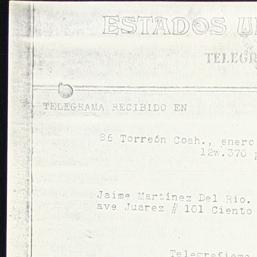 ESTADOS U
TELEGR
TELEGRAMA RECIBIDO EN
86 Torreón Coah., enero
12w.370 p
Jaime Martinez Del Rio.
ave Juarez # 101 Ciento
Telegrafiame